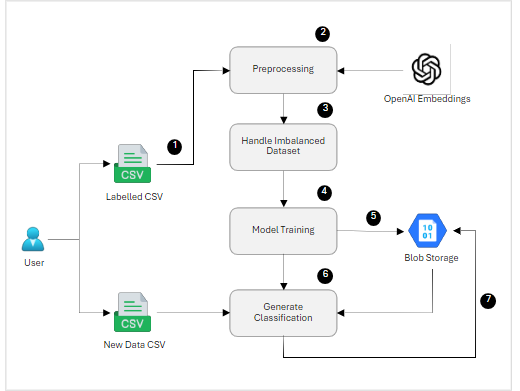 2
Preprocessing
OpenAI Embeddings
3
Handle Imbalanced
Dataset
1
CSV
Labelled CSV
4
Model Training
5
10
01
Blob Storage
User
6
Generate
Classification
7
CSV
New Data CSV